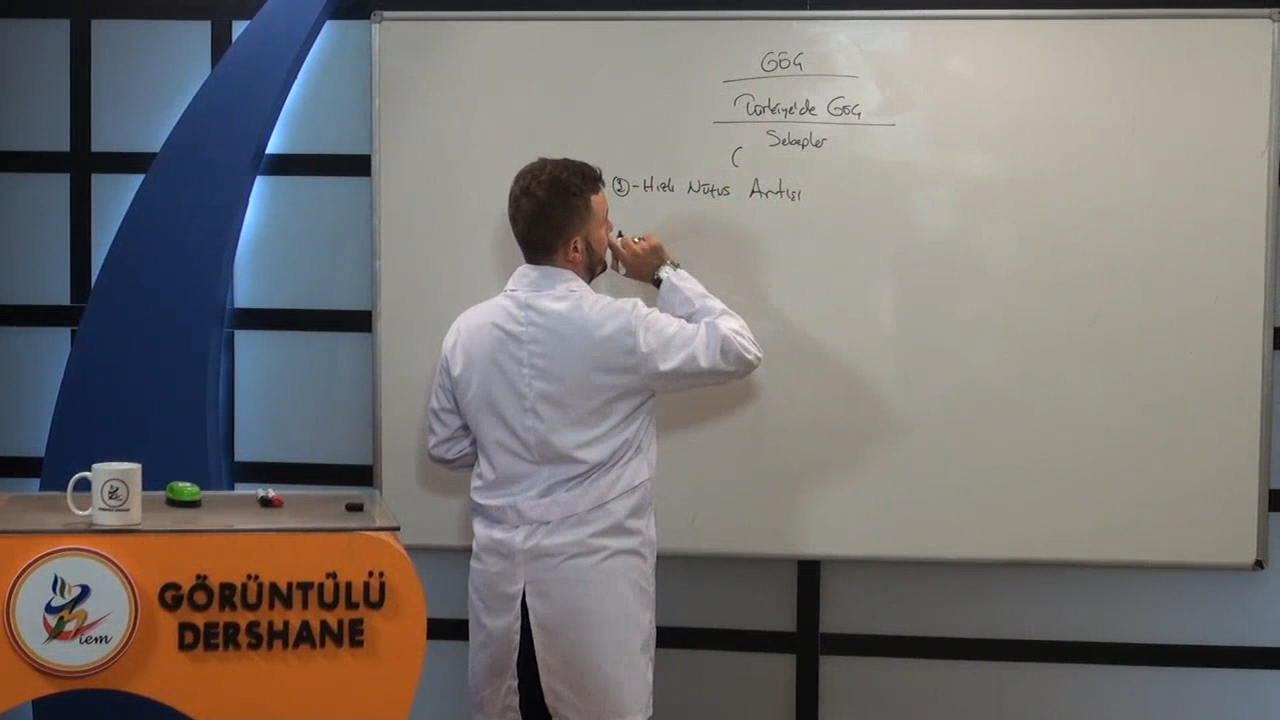 GÖÇ
Türkiye'de Göç
Sebepler
(
①-Hızlı Nüfus Artışı
GÖRÜNTÜLÜ
DERSHANE
iem